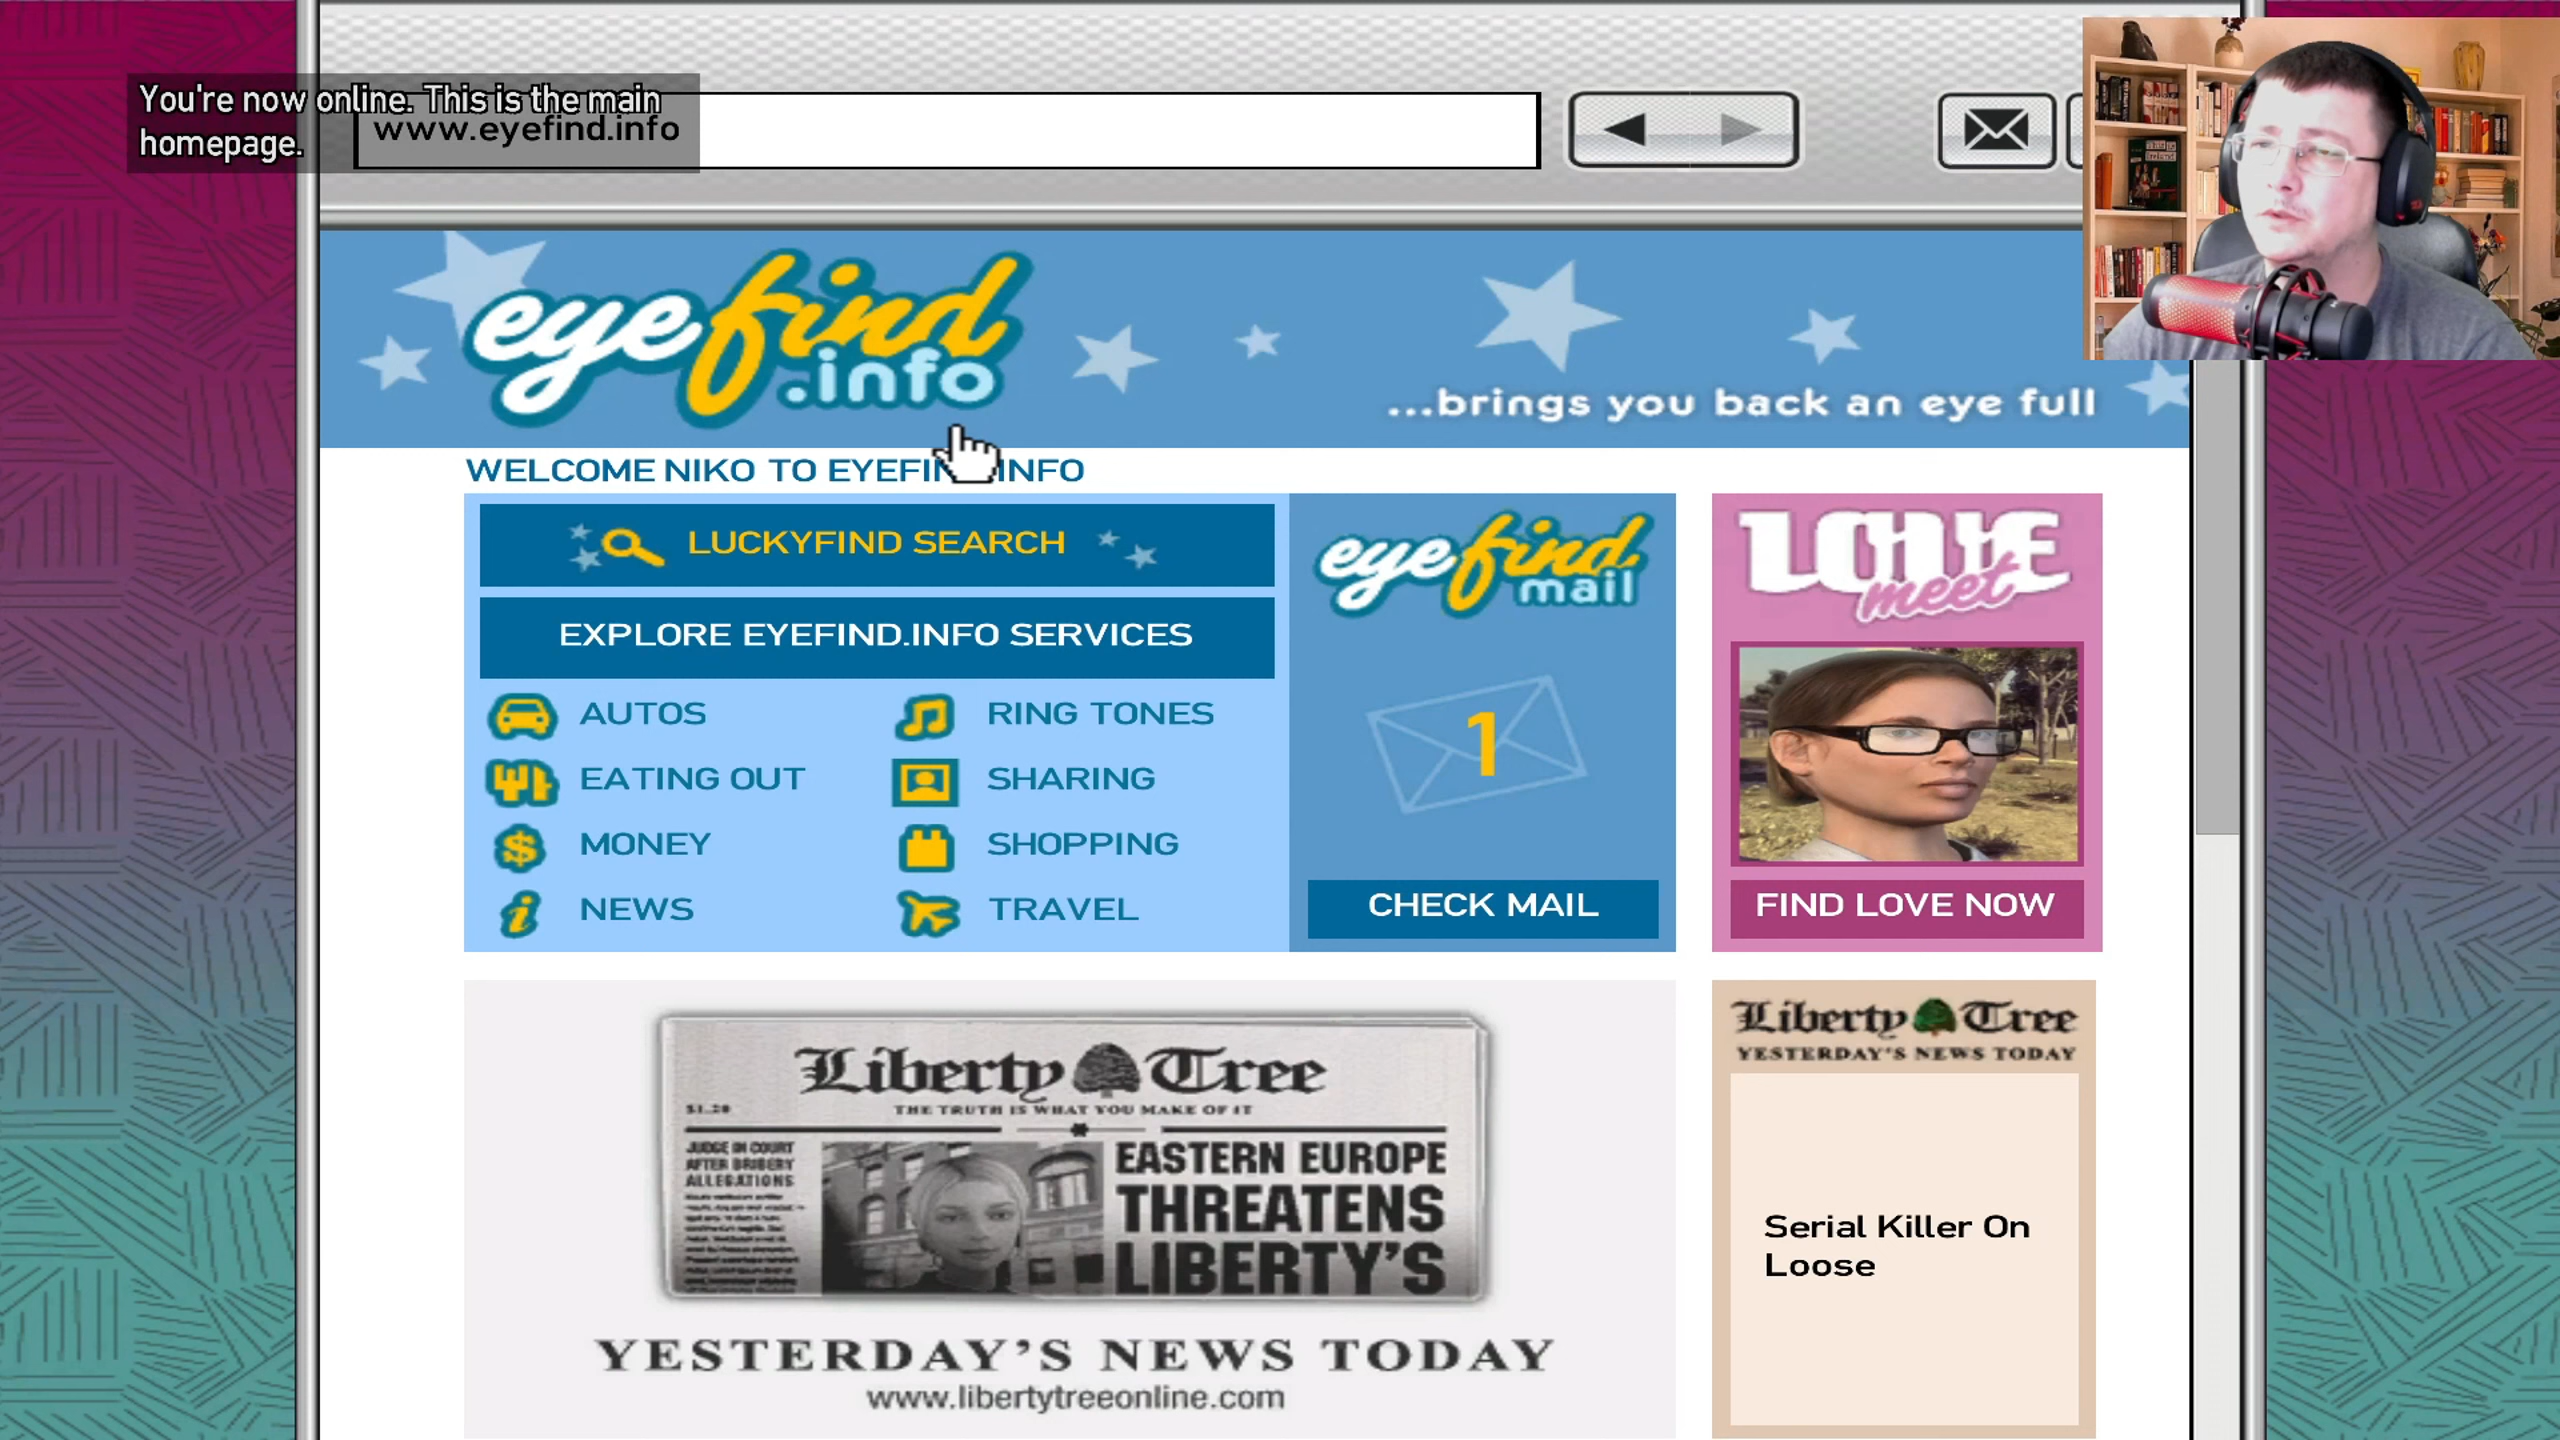 You're now online. This is the main
homepage.
www.eyefind.info
eyefind
.info
...brings you back an eye full
WELCOME NIKO TO EYEFIN INFO
LUCKYFIND SEARCH
EXPLORE EYEFIND.INFO SERVICES
AUTOS
RING TONES
EATING OUT
SHARING
MONEY
SHOPPING
NEWS
TRAVEL
eyefind
mail
1
CHECK MAIL
LOVE
meet
FIND LOVE NOW
Liberty Tree
$1.20
THE TRUTH IS WHAT YOU MAKE OF IT
JUDGE IN COURT
AFTER BRIBERY
ALLEGATIONS
EASTERN EUROPE
THREATENS
LIBERTY'S
YESTERDAY'S NEWS TODAY
www.libertytreeonline.com
Liberty Tree
YESTERDAY'S NEWS TODAY
Serial Killer On
Loose